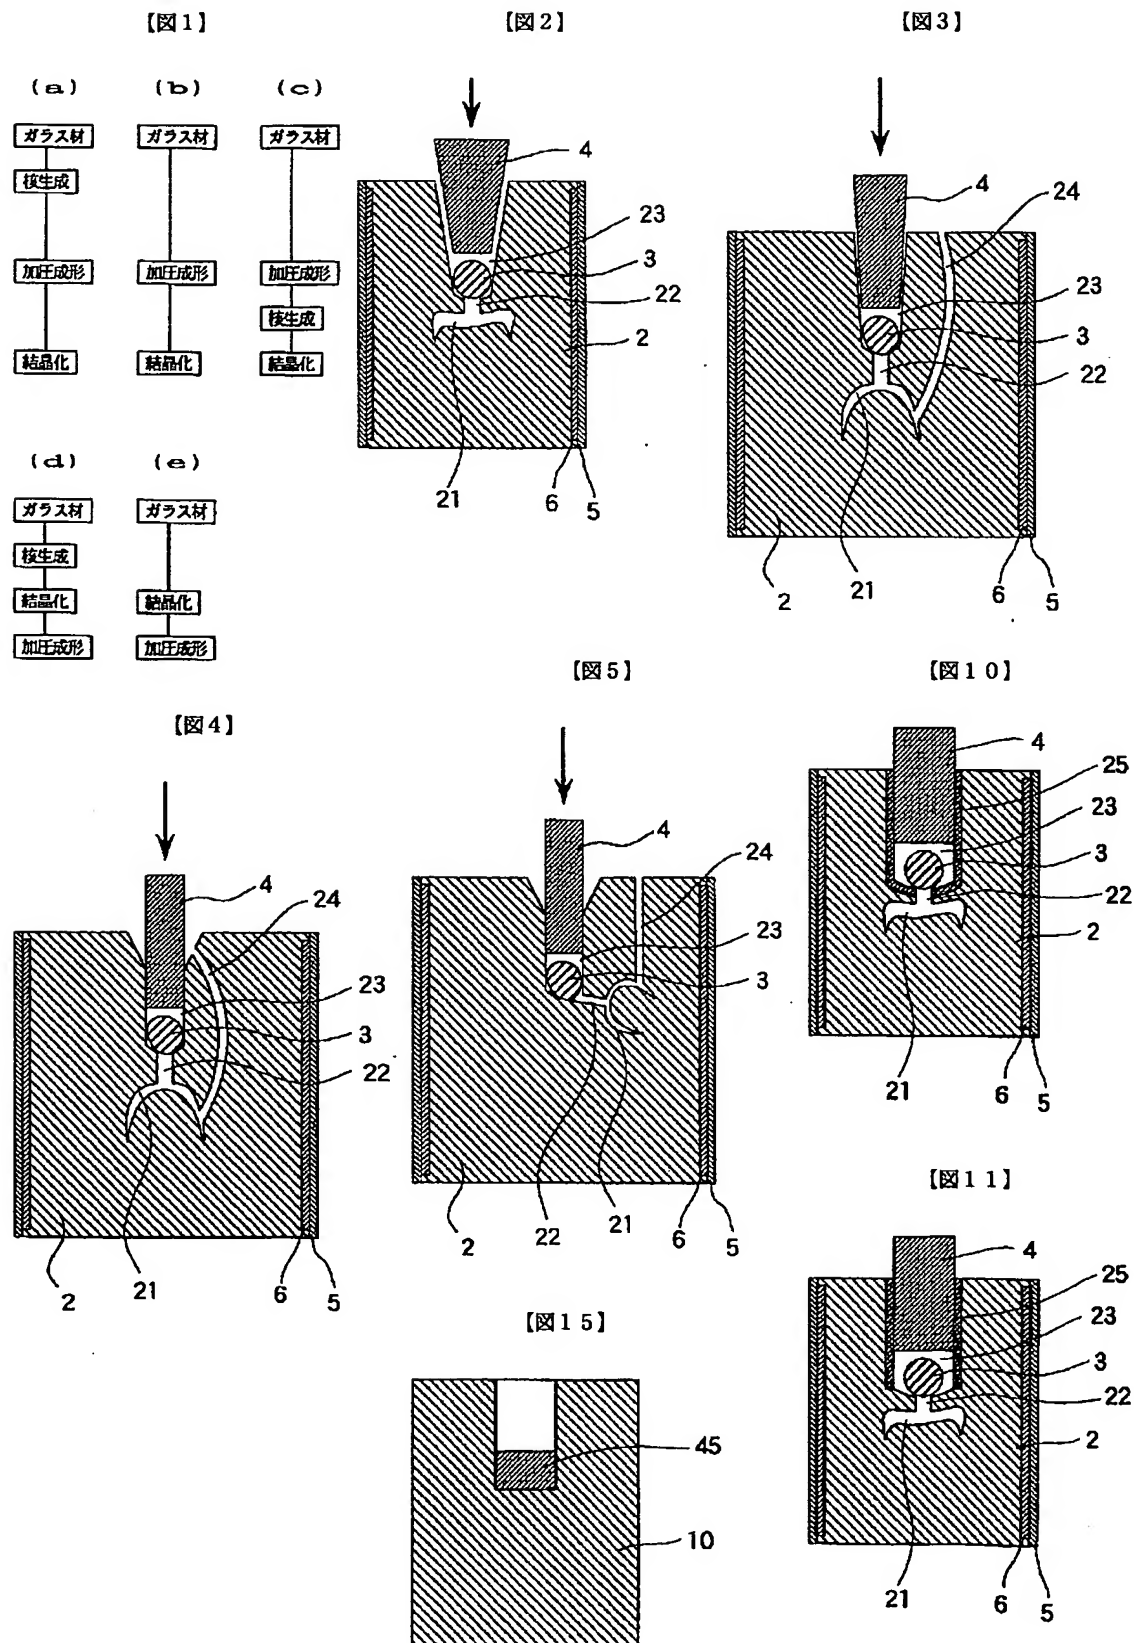 【図1】
(a)
ガラス材
核生成
加圧成形
結晶化
(b)
ガラス材
加圧成形
結晶化
(c)
ガラス材
加圧成形
核生成
結晶化
(d)
ガラス材
核生成
結晶化
加圧成形
(e)
ガラス材
結晶化
加圧成形
【図2】
4
23
3
22
2
21
6
5
【図3】
4
24
23
3
22
2
21
6
5
【図4】
4
24
23
3
22
2
21
6
5
【図5】
4
24
23
3
2
22
21
6
5
【図10】
4
25
23
3
22
2
21
6
5
【図11】
4
25
23
3
22
2
21
6
5
【図15】
45
10